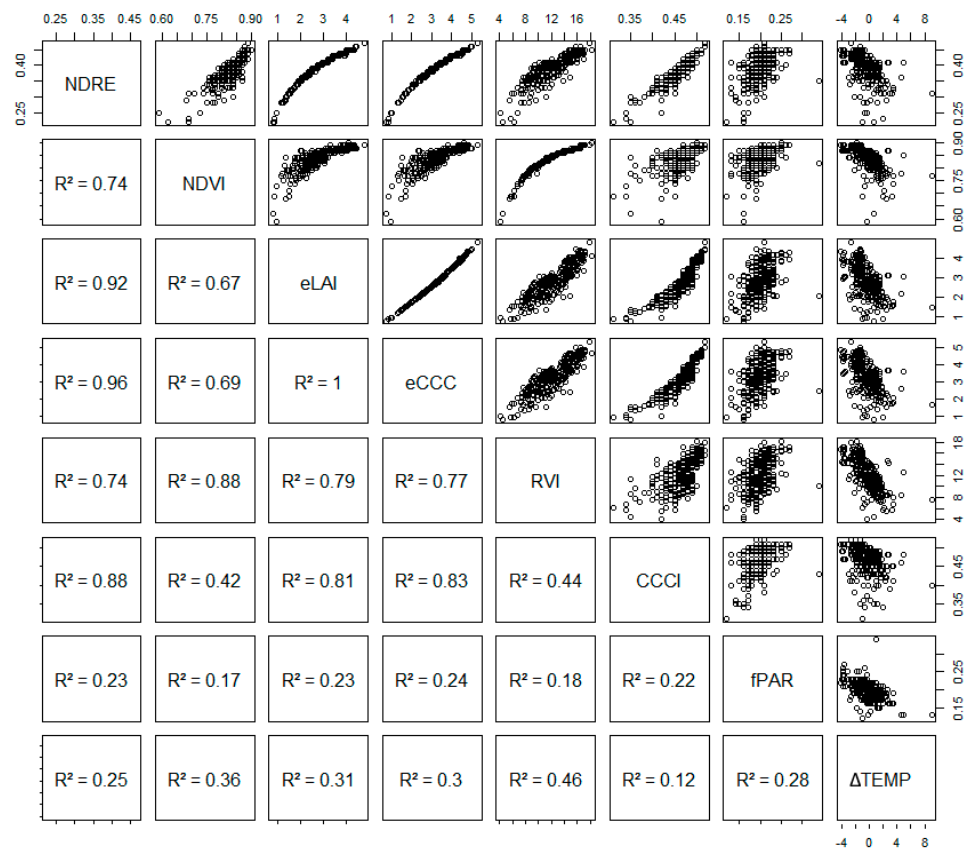 0.25 0.35 0.45 0.60 0.75 0.90 1 2 3 4 1 2 3 4 5 4 8 12 16 0.35 0.45 0.15 0.25 -4 0 4 8
NDRE 0.25 0.40
R² = 0.74 NDVI 0.60 0.75 0.90
R² = 0.92 R² = 0.67 eLAI 1 2 3 4
R² = 0.96 R² = 0.69 R² = 1 eCCC 1 2 3 4 5
R² = 0.74 R² = 0.88 R² = 0.79 R² = 0.77 RVI 4 8 12 18
R² = 0.88 R² = 0.42 R² = 0.81 R² = 0.83 R² = 0.44 CCCI 0.35 0.45
R² = 0.23 R² = 0.17 R² = 0.23 R² = 0.24 R² = 0.18 R² = 0.22 fPAR 0.15 0.25
R² = 0.25 R² = 0.36 R² = 0.31 R² = 0.3 R² = 0.46 R² = 0.12 R² = 0.28 ΔTEMP
-4 0 4 8